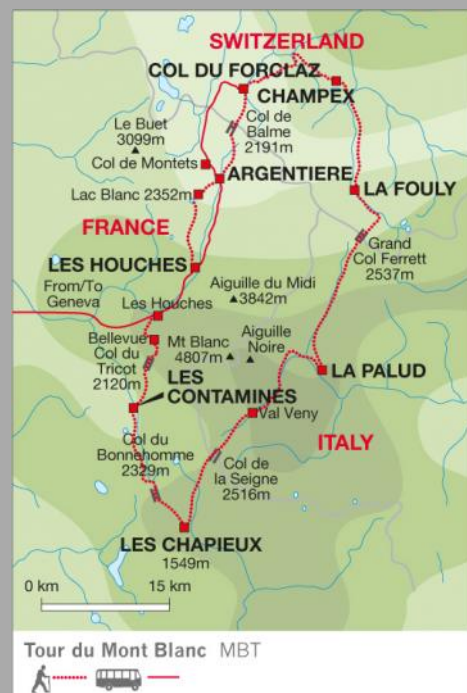 SWITZERLAND
COL DU FORCLAZ
CHAMPEX
Le Buet
3099m
Col de
Balme
2191m
Col de Montets
ARGENTIERE
Lac Blanc 2352m
LA FOULY
FRANCE
Grand
Col Ferrett
2537m
LES HOUCHES
Aiguille du Midi
3842m
From/To
Geneva
Les Houches
Bellevue
Col du
Tricot
2120m
Mt Blanc
4807m
Aiguille
Noire
LA PALUD
LES
CONTAMINES
Val Veny
ITALY
Col du
Bonnehomme
2329m
Col de
la Seigne
2516m
LES CHAPIEUX
1549m
0 km 15 km
Tour du Mont Blanc MBT